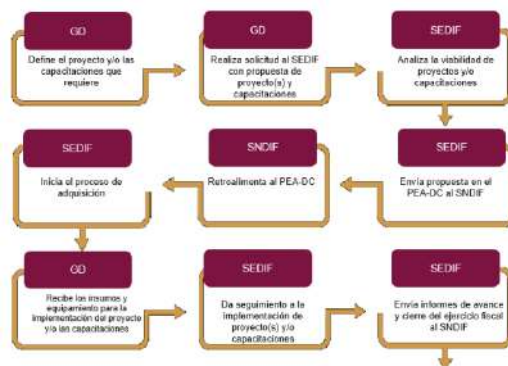 GD
Define el proyecto y/o las
capacitaciones que
requiere
GD
Realiza solicitud al SEDIF
con propuesta de
proyecto(s) y
capacitaciones
SEDIF
Analiza la viabilidad de
proyectos y/o
capacitaciones
SEDIF
Inicia el proceso de
adquisición
SNDIF
Retroalimenta al PEA-DC
SEDIF
Envía propuesta en el
PEA-DC al SNDIF
GD
Recibe los insumos y
equipamiento para la
implementación del proyecto
y/o las capacitaciones
SEDIF
Da seguimiento a la
implementación de
proyecto(s) y/o
capacitaciones
SEDIF
Envía informes de avance
y cierre del ejercicio fiscal
al SNDIF